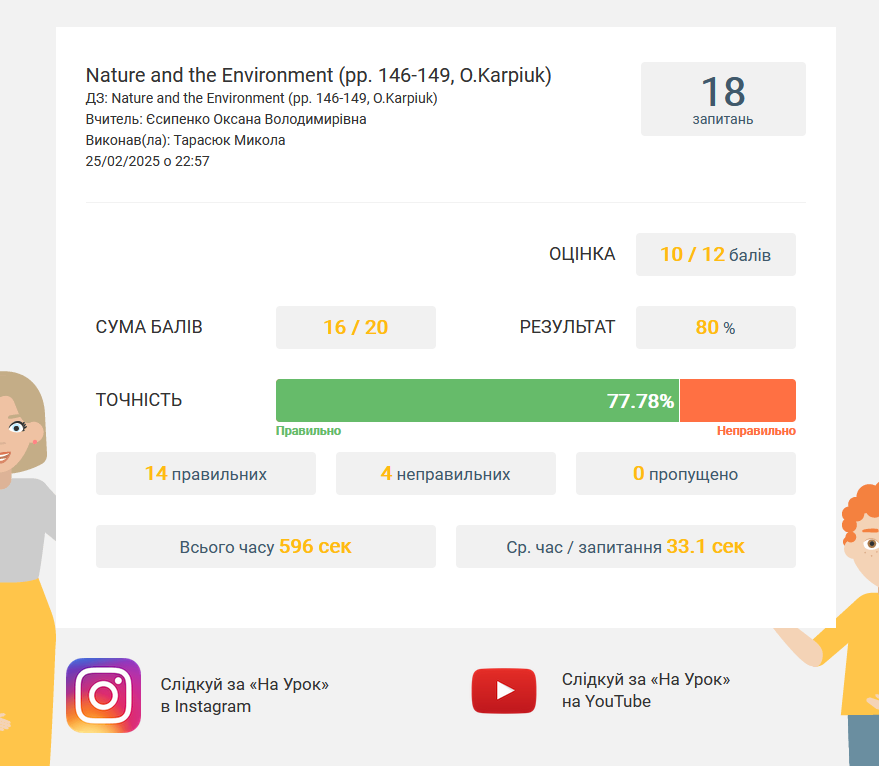 Nature and the Environment (pp. 146-149, O.Karpiuk)
ДЗ: Nature and the Environment (pp. 146-149, O.Karpiuk)
Вчитель: Єсипенко Оксана Володимирівна
Виконав(ла): Тарасюк Микола
25/02/2025 о 22:57
18
запитань
ОЦІНКА 10 / 12 балів
СУМА БАЛІВ 16 / 20 РЕЗУЛЬТАТ 80 %
ТОЧНІСТЬ 77.78%
Правильно Неправильно
14 правильних 4 неправильних 0 пропущено
Всього часу 596 сек Ср. час / запитання 33.1 сек
Слідкуй за «На Урок»
в Instagram
Слідкуй за «На Урок»
на YouTube